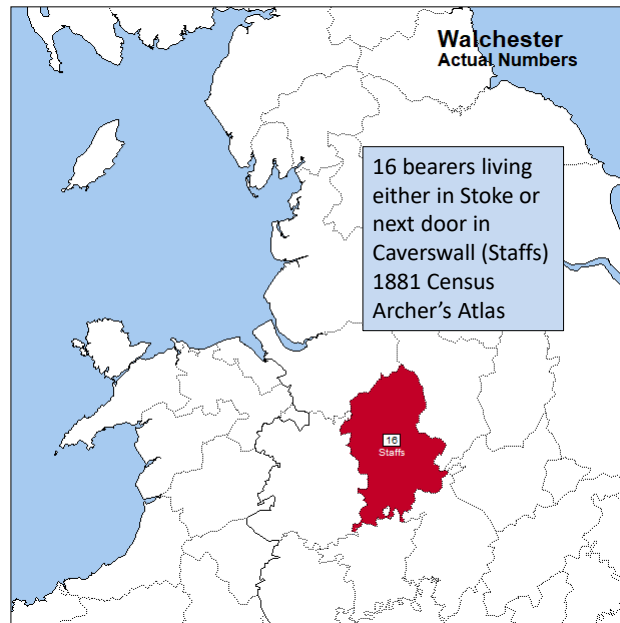 Walchester
Actual Numbers
16 bearers living
either in Stoke or
next door in
Caverswall (Staffs)
1881 Census
Archer’s Atlas
16
Staffs